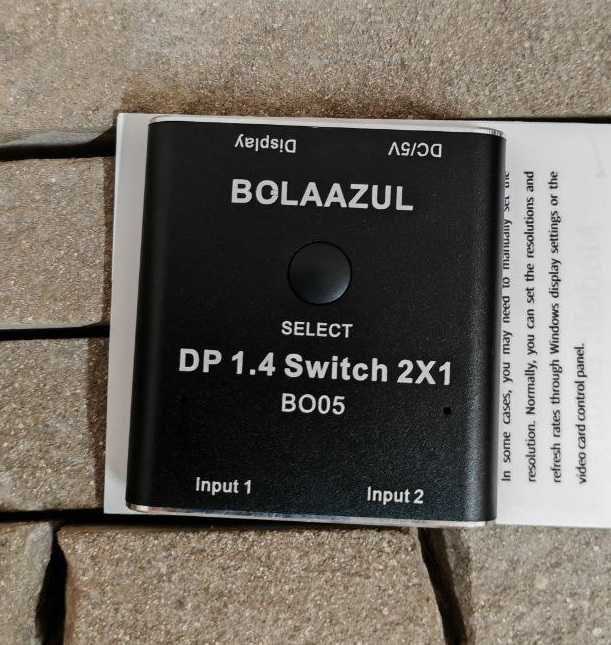 Display
DC/5V
BOLAAZUL
SELECT
DP 1.4 Switch 2X1
BO05
Input 1
Input 2
In some cases, you may need to manually set the
resolution. Normally, you can set the resolutions and
refresh rates through Windows display settings or the
video card control panel.